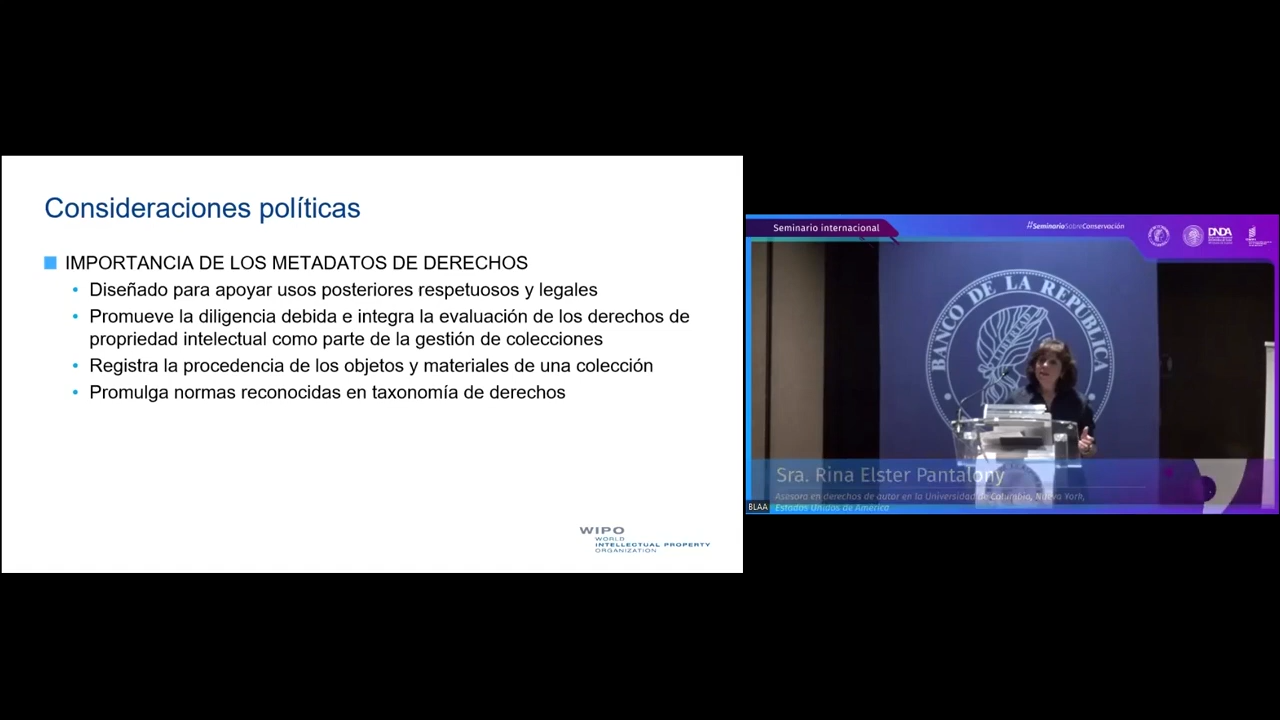 Consideraciones políticas
IMPORTANCIA DE LOS METADATOS DE DERECHOS
Diseñado para apoyar usos posteriores respetuosos y legales
Promueve la diligencia debida e integra la evaluación de los derechos de
propriedad intelectual como parte de la gestión de colecciones
Registra la procedencia de los objetos y materiales de una colección
Promulga normas reconocidas en taxonomía de derechos
WIPO
WORLD
INTELLECTUAL PROPERTY
ORGANIZATION
Seminario internacional
#SeminarioSobreConservación
DNDA
BANCO DE LA REPUBLICA
Sra. Rina Elster Pantalony
Asesora en derechos de autor en la Universidad de Columbia, Nueva York,
Estados Unidos de América
BLAA